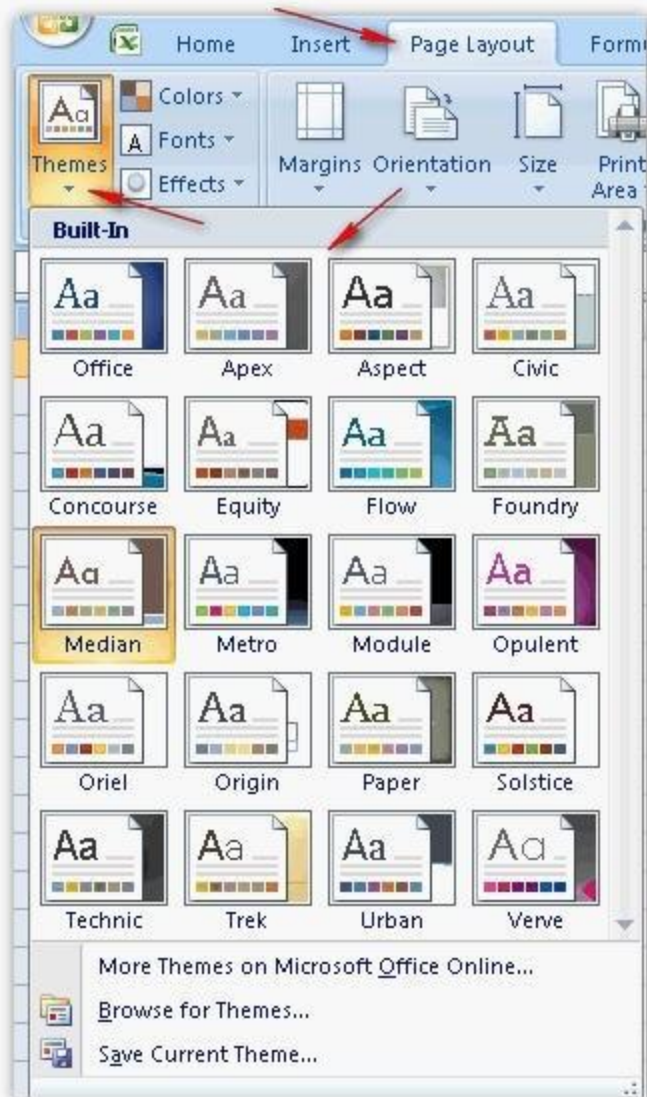 Home Insert Page Layout
Themes
Colors
Fonts
Effects
Margins Orientation Size Print
Area
Built-In
Aa Aa Aa Aa
Office Apex Aspect Civic
Aa Aa Aa Aa
Concourse Equity Flow Foundry
Aa Aa Aa Aa
Median Metro Module Opulent
Aa Aa Aa Aa
Oriel Origin Paper Solstice
Aa Aa Aa Aa
Technic Trek Urban Verve
More Themes on Microsoft Office Online...
Browse for Themes...
Save Current Theme...